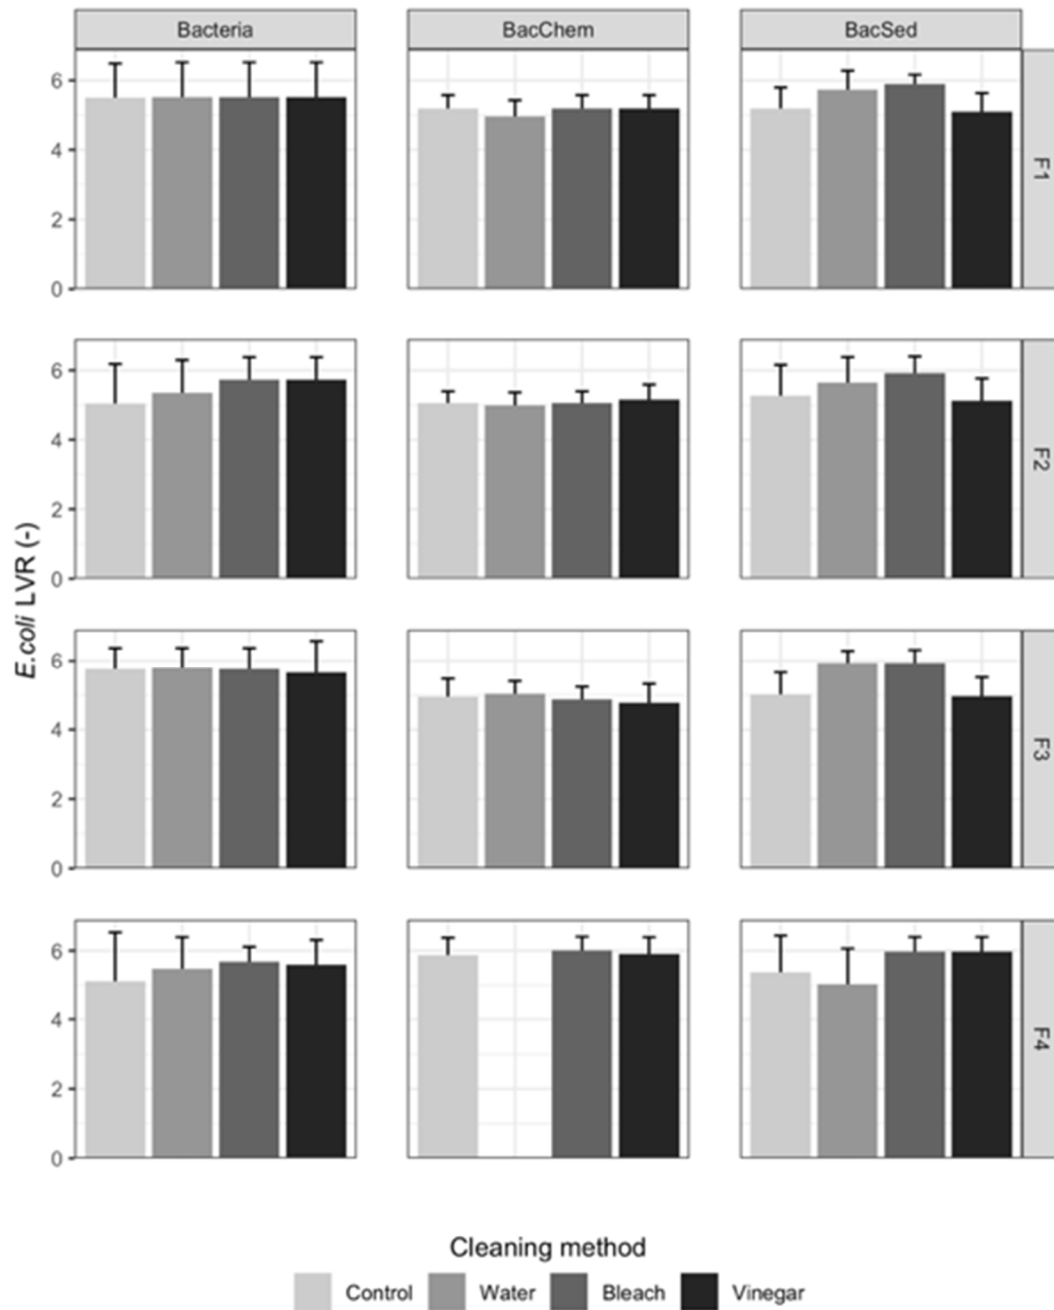 Bacteria BacChem BacSed
6
4
2
0
F1
6
4
2
0
F2
E.coli LVR (-)
6
4
2
0
F3
6
4
2
0
F4
Cleaning method
Control Water Bleach Vinegar